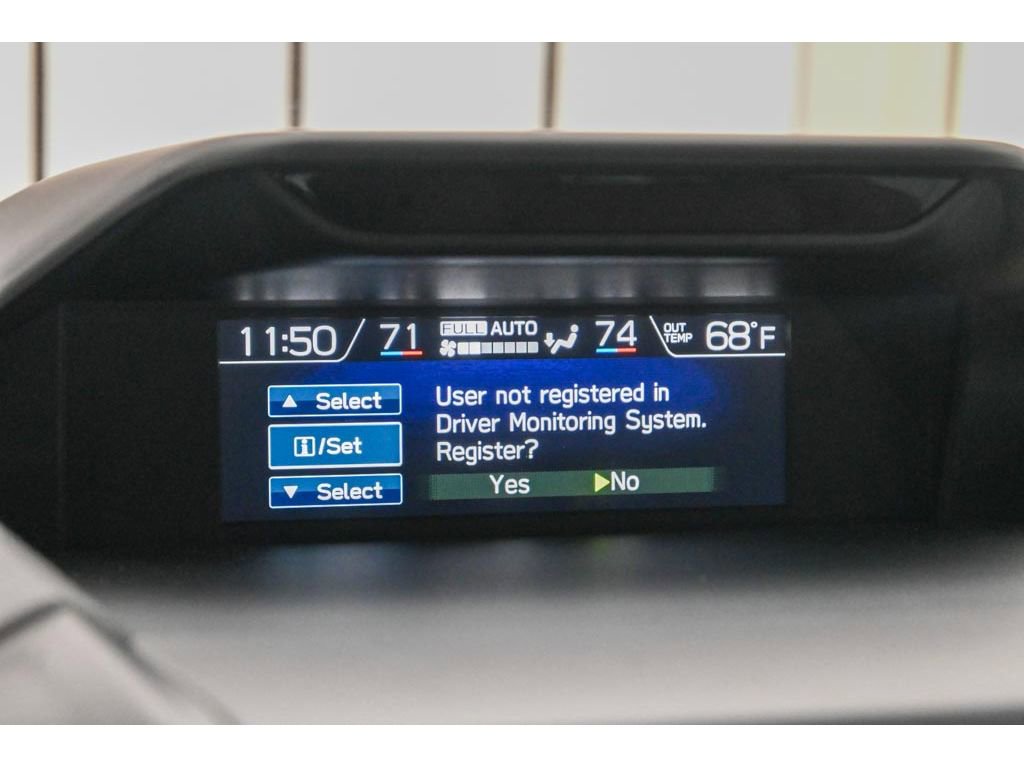 11:50 71 FULL AUTO 74 OUT TEMP 68°F
▲ Select
i/Set
▼ Select
User not registered in
Driver Monitoring System.
Register?
Yes ▶No